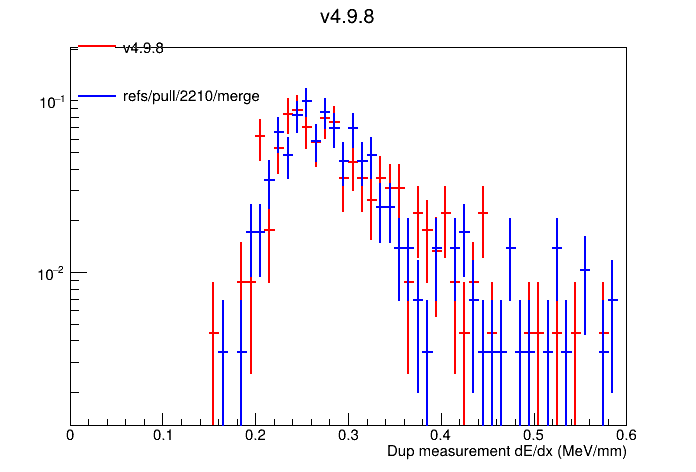 v4.9.8
v4.9.8
refs/pull/2210/merge
10⁻¹
10⁻²
0 0.1 0.2 0.3 0.4 0.5 0.6
Dup measurement dE/dx (MeV/mm)